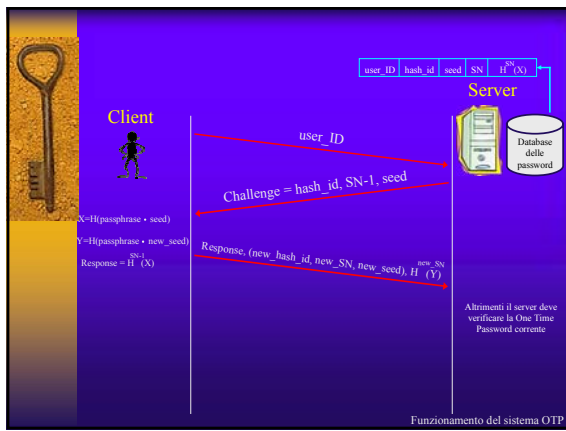 user_ID hash_id seed SN H^SN(X)
Server
Client
Database
delle
password
user_ID
Challenge = hash_id, SN-1, seed
X=H(passphrase • seed)
Y=H(passphrase • new_seed)
Response = H^SN-1(X)
Response, (new_hash_id, new_SN, new_seed), H^new_SN(Y)
Altrimenti il server deve
verificare la One Time
Password corrente
Funzionamento del sistema OTP